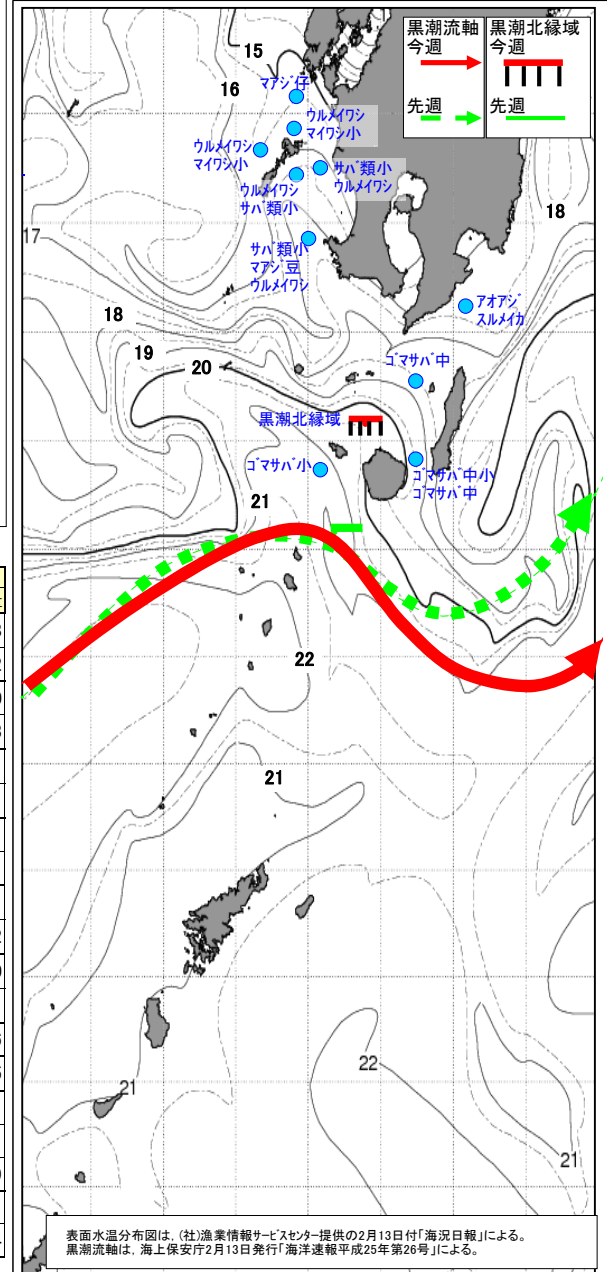 黒潮流軸
今週
先週
黒潮北縁域
今週
先週
15
16
マアジ仔
ウルメイワシ
マイワシ小
ウルメイワシ
マイワシ小
サバ類小
ウルメイワシ
ウルメイワシ
サバ類小
18
17
サバ類小
マアジ豆
ウルメイワシ
アオアジ
スルメイカ
18
19
20
ゴマサバ中
黒潮北縁域
ゴマサバ小
ゴマサバ中小
ゴマサバ中
21
22
21
22
21
21
表面水温分布図は，(社)漁業情報サービスセンター提供の2月13日付「海況日報」による。
黒潮流軸は，海上保安庁2月13日発行「海洋速報平成25年第26号」による。